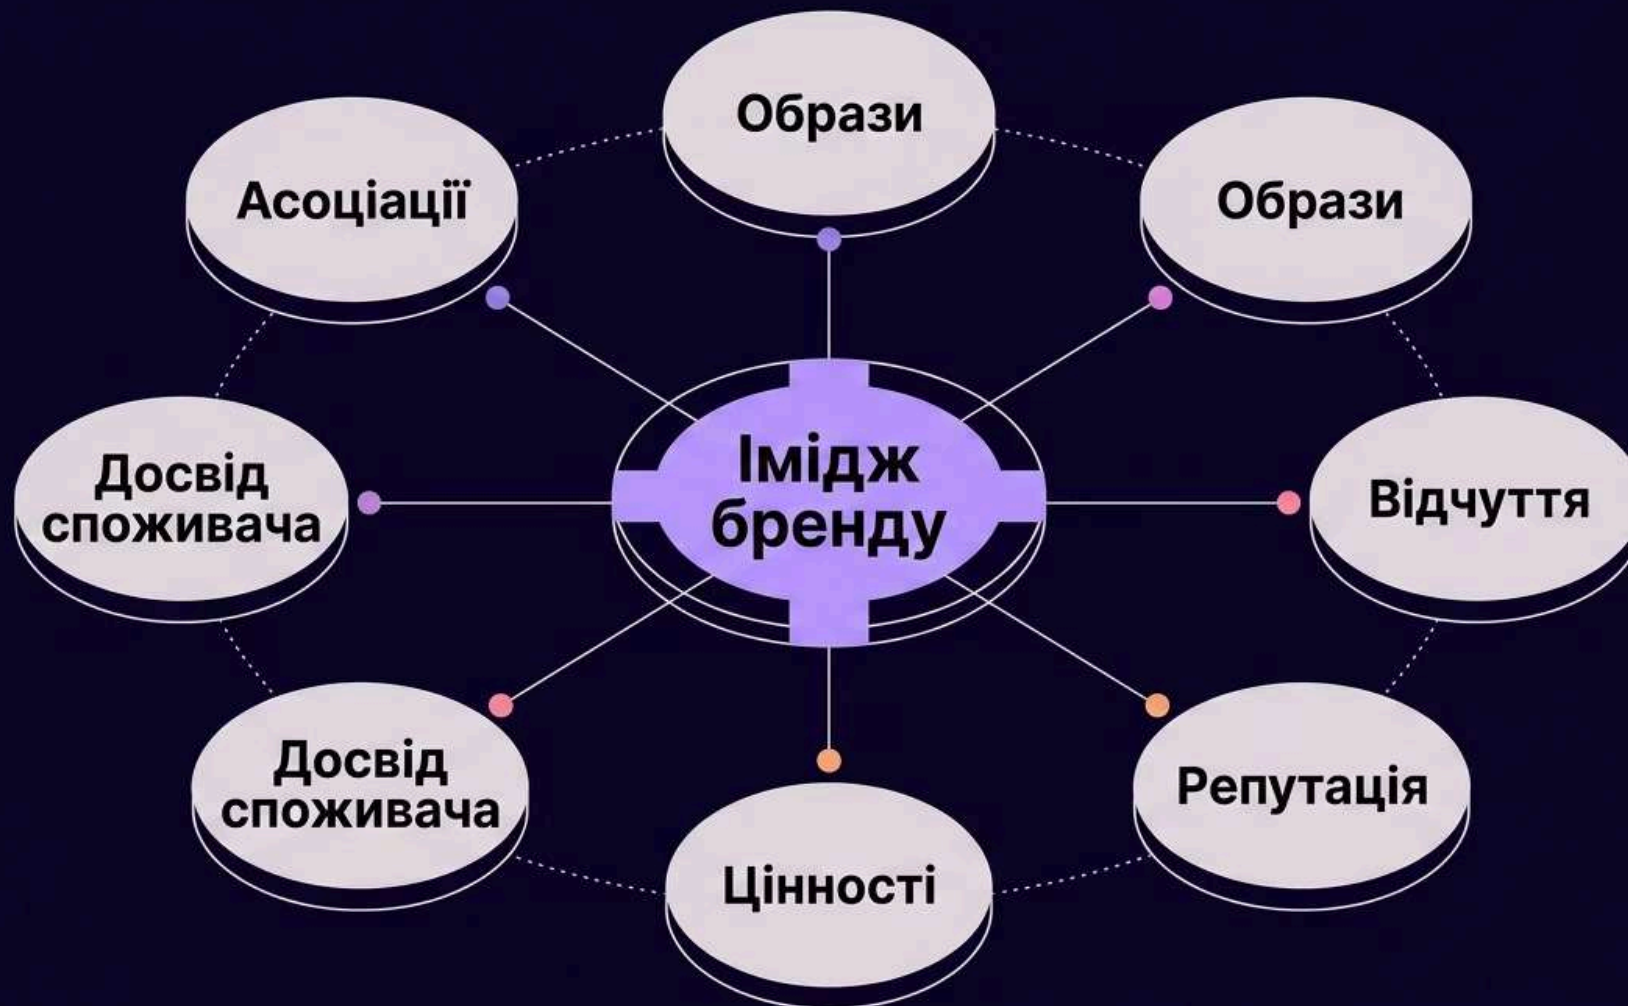 Образи
Асоціації
Образи
Імідж
бренду
Досвід
споживача
Відчуття
Досвід
споживача
Репутація
Цінності